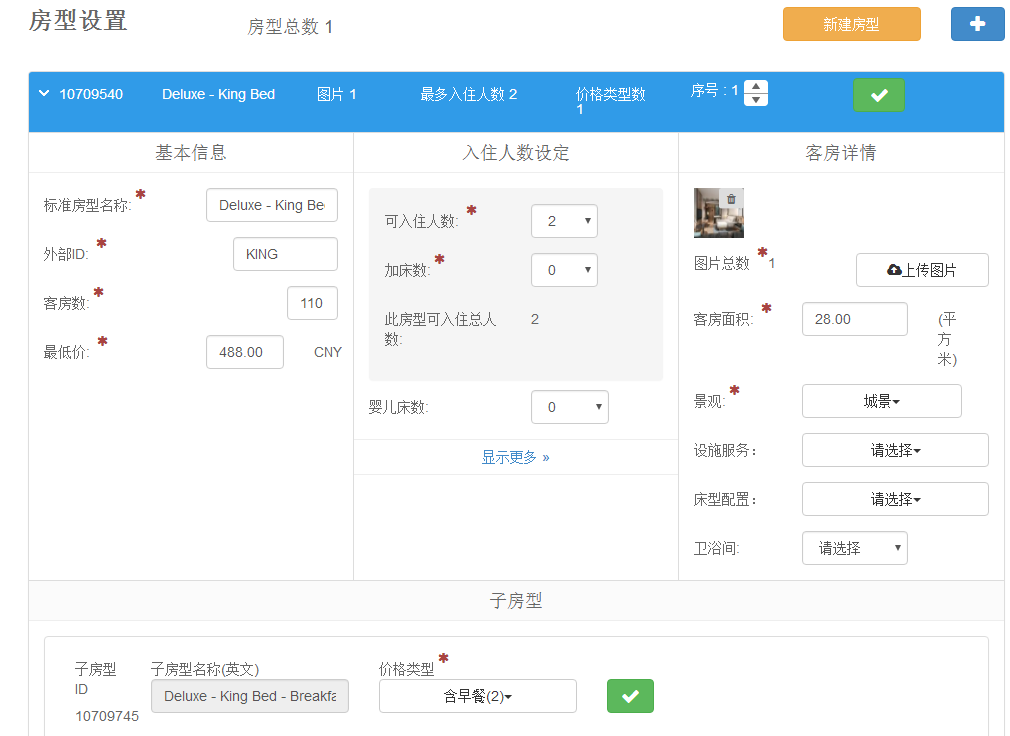 房型设置
房型总数 1
新建房型
10709540
Deluxe - King Bed
图片 1
最多入住人数 2
价格类型数
1
序号 : 1
基本信息
标准房型名称: *
Deluxe - King Be
外部ID: *
KING
客房数: *
110
最低价: *
488.00
CNY
入住人数设定
可入住人数: *
2
加床数: *
0
此房型可入住总人
数:
2
婴儿床数:
0
显示更多 »
客房详情
图片总数 * 1
上传图片
客房面积: *
28.00
(平
方
米)
景观: *
城景
设施服务:
请选择
床型配置:
请选择
卫浴间:
请选择
子房型
子房型
ID
10709745
子房型名称(英文)
Deluxe - King Bed - Breakfa
价格类型 *
含早餐(2)